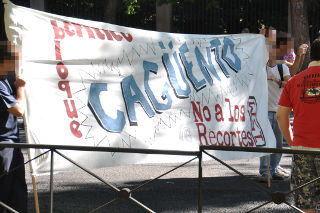 Bloque
CAGÜENTO
No a los
Recortes